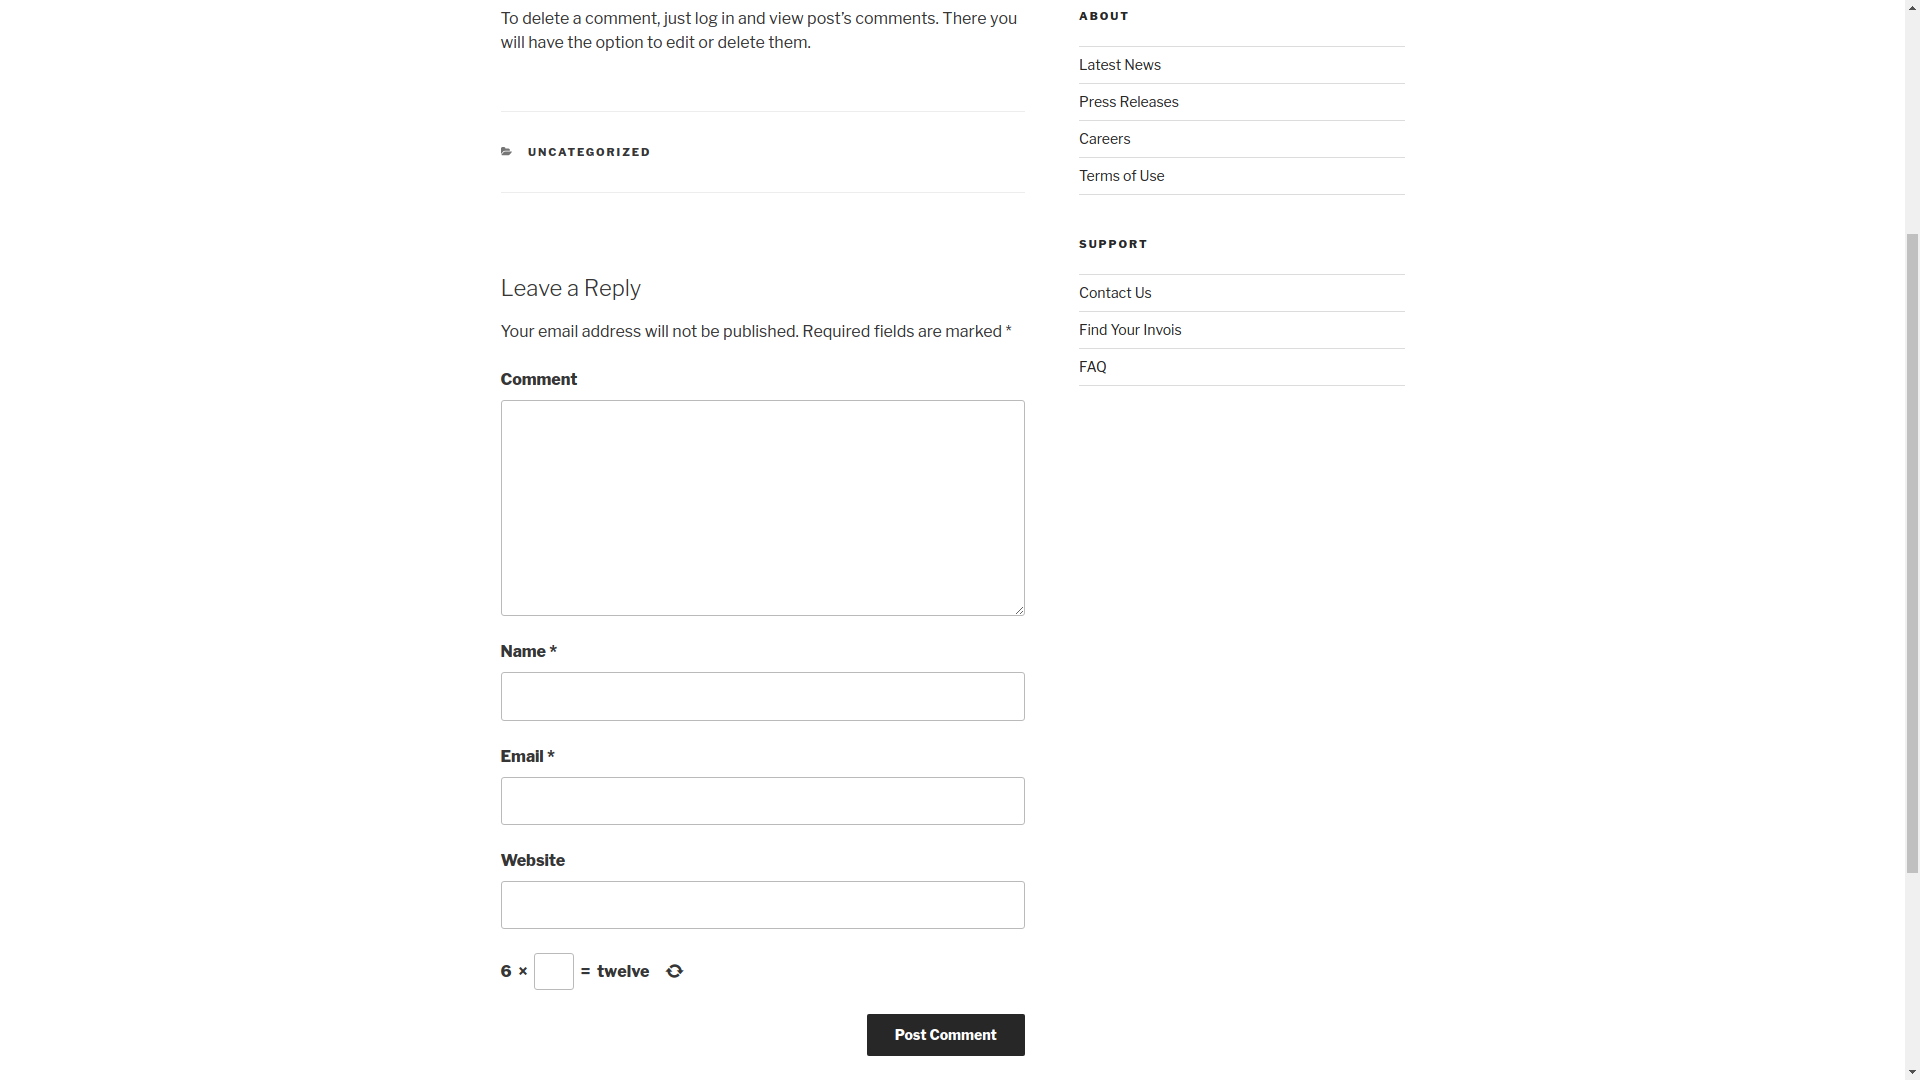 To delete a comment, just log in and view post’s comments. There you
will have the option to edit or delete them.
UNCATEGORIZED
Leave a Reply
Your email address will not be published. Required fields are marked *
Comment
Name *
Email *
Website
6 × = twelve
Post Comment
ABOUT
Latest News
Press Releases
Careers
Terms of Use
SUPPORT
Contact Us
Find Your Invois
FAQ